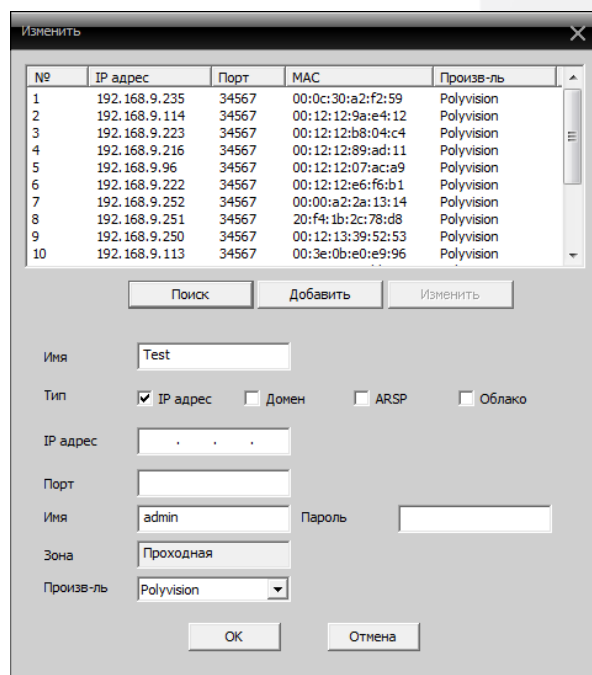 Изменить
№ IP адрес Порт MAC Произв-ль
1 192.168.9.235 34567 00:0c:30:a2:f2:59 Polyvision
2 192.168.9.114 34567 00:12:12:9a:e4:12 Polyvision
3 192.168.9.223 34567 00:12:12:b8:04:c4 Polyvision
4 192.168.9.216 34567 00:12:12:89:ad:11 Polyvision
5 192.168.9.96 34567 00:12:12:07:ac:a9 Polyvision
6 192.168.9.222 34567 00:12:12:e6:f6:b1 Polyvision
7 192.168.9.252 34567 00:00:a2:2a:13:14 Polyvision
8 192.168.9.251 34567 20:f4:1b:2c:78:d8 Polyvision
9 192.168.9.250 34567 00:12:13:39:52:53 Polyvision
10 192.168.9.113 34567 00:3e:0b:e0:e9:96 Polyvision
Поиск Добавить Изменить
Имя Test
Тип IP адрес Домен ARSP Облако
IP адрес . . .
Порт
Имя admin Пароль
Зона Проходная
Произв-ль Polyvision
OK Отмена